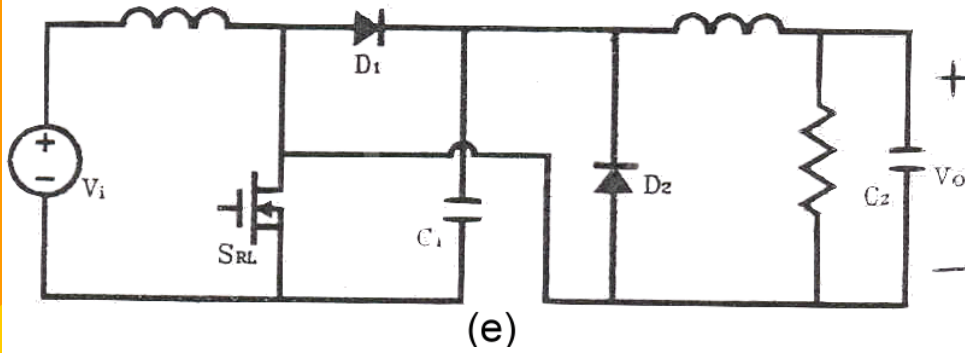 D1
+
+
-
Vi
D2
C2
Vo
SRL
C1
-
(e)